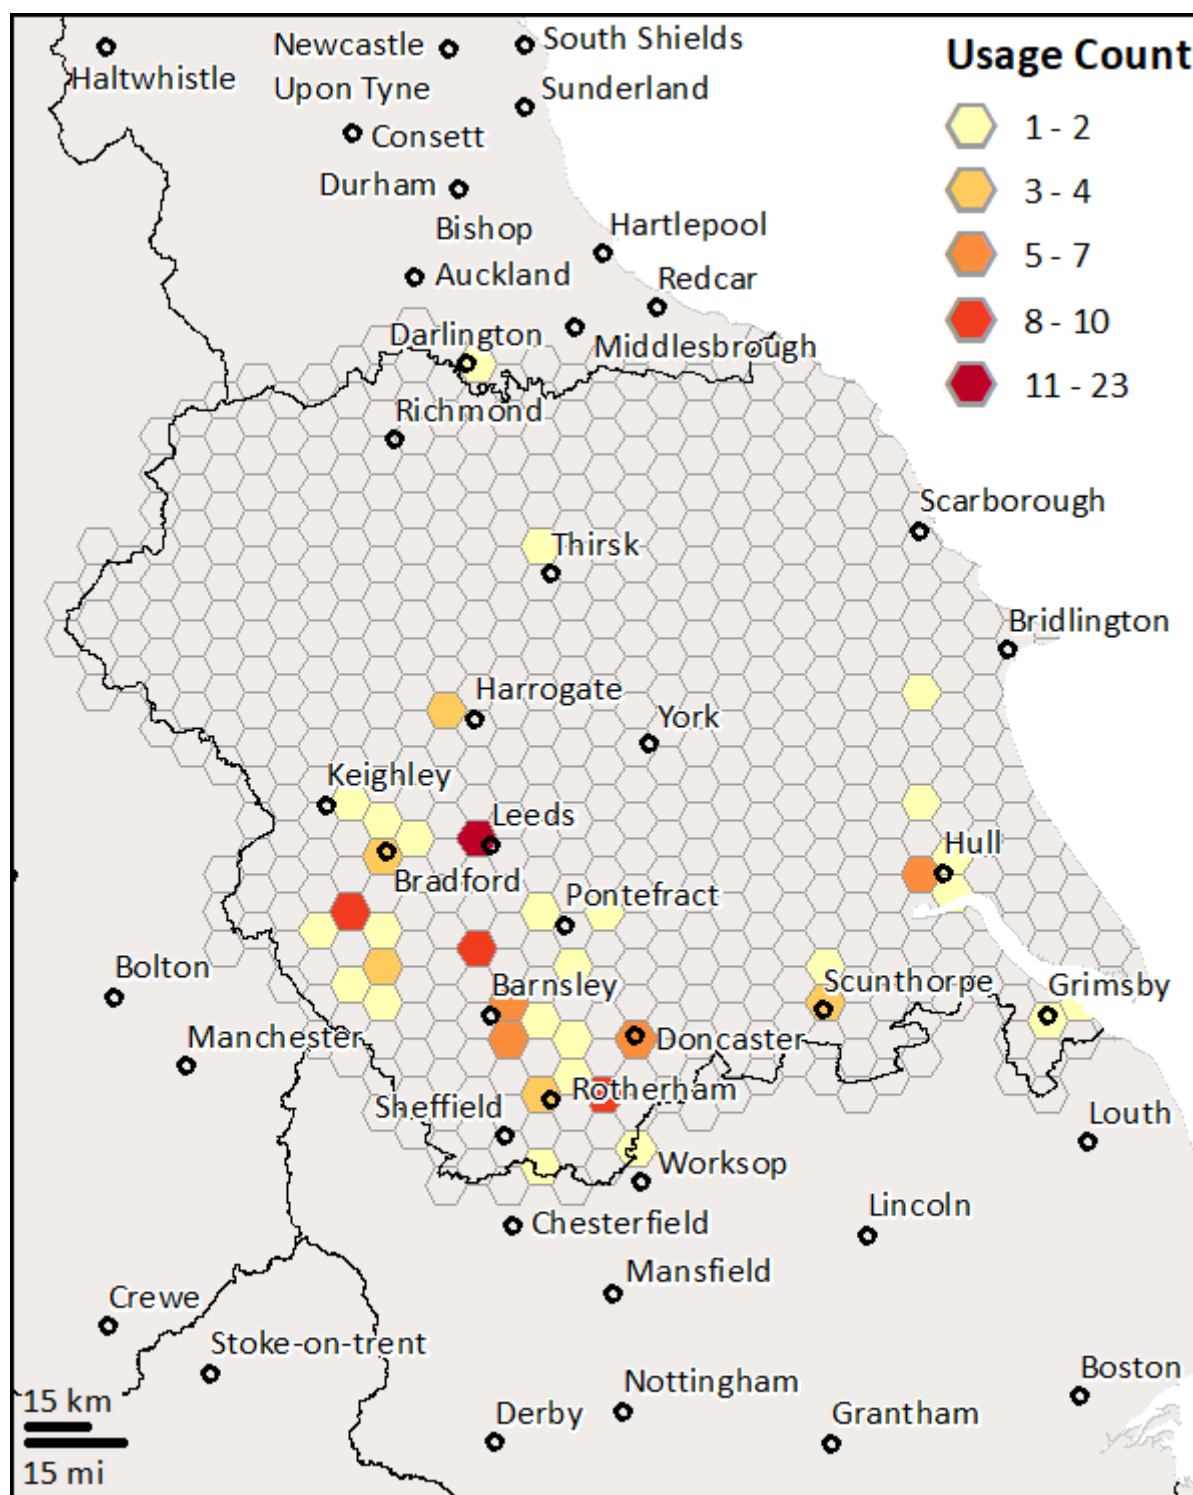 Newcastle
Upon Tyne
South Shields
Usage Count
Haltwhistle
Sunderland
1 - 2
Consett
3 - 4
Durham
Bishop
Auckland
Hartlepool
5 - 7
Redcar
8 - 10
Darlington
Middlesbrough
11 - 23
Richmond
Scarborough
Thirsk
Bridlington
Harrogate
York
Keighley
Leeds
Hull
Bradford
Pontefract
Bolton
Barnsley
Scunthorpe
Grimsby
Manchester
Doncaster
Rotherham
Sheffield
Louth
Worksop
Chesterfield
Lincoln
Mansfield
Crewe
Stoke-on-trent
Boston
15 km
Nottingham
Derby
Grantham
15 mi